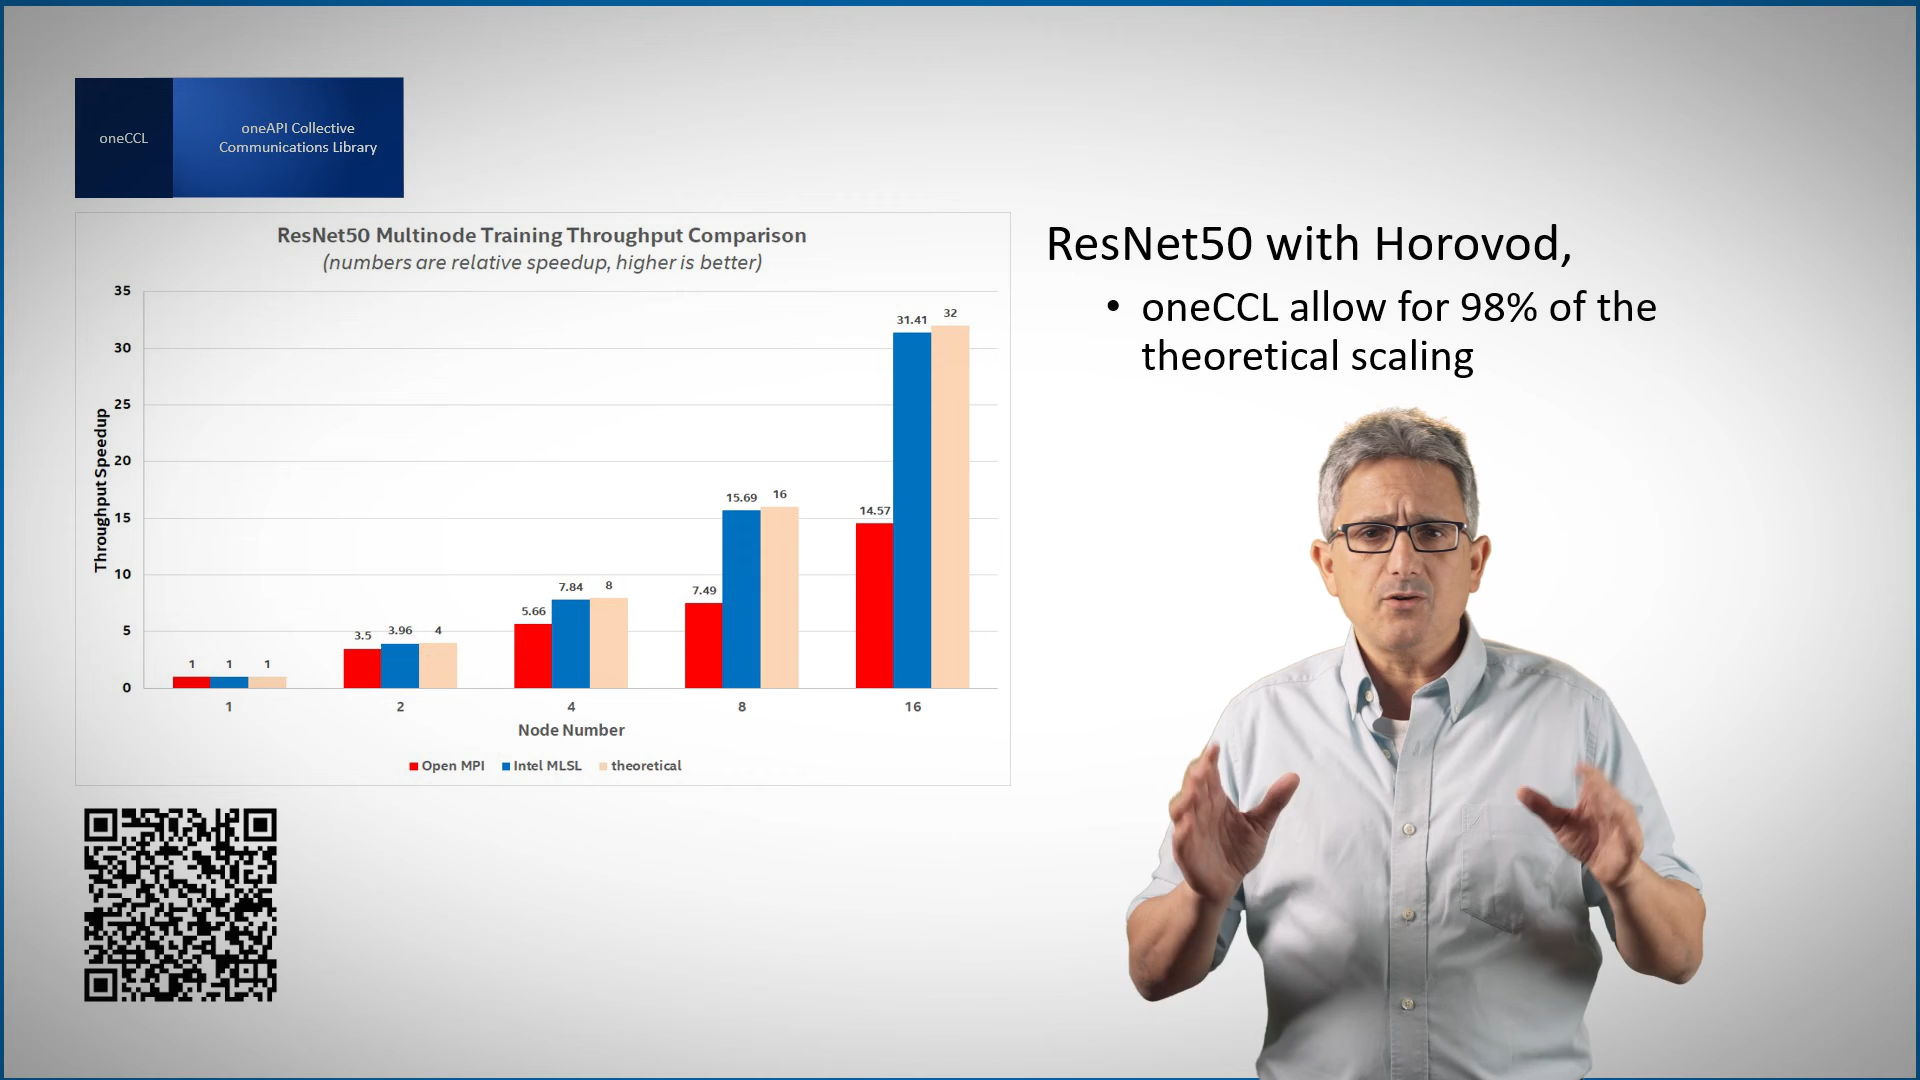 oneCCL
oneAPI Collective
Communications Library
ResNet50 Multinode Training Throughput Comparison
(numbers are relative speedup, higher is better)
Throughput Speedup
35
30
25
20
15
10
5
0
1 1 1
3.5 3.96 4
5.66 7.84 8
7.49 15.69 16
14.57 31.41 32
1 2 4 8 16
Node Number
Open MPI Intel MLSL theoretical
ResNet50 with Horovod,
• oneCCL allow for 98% of the
theoretical scaling